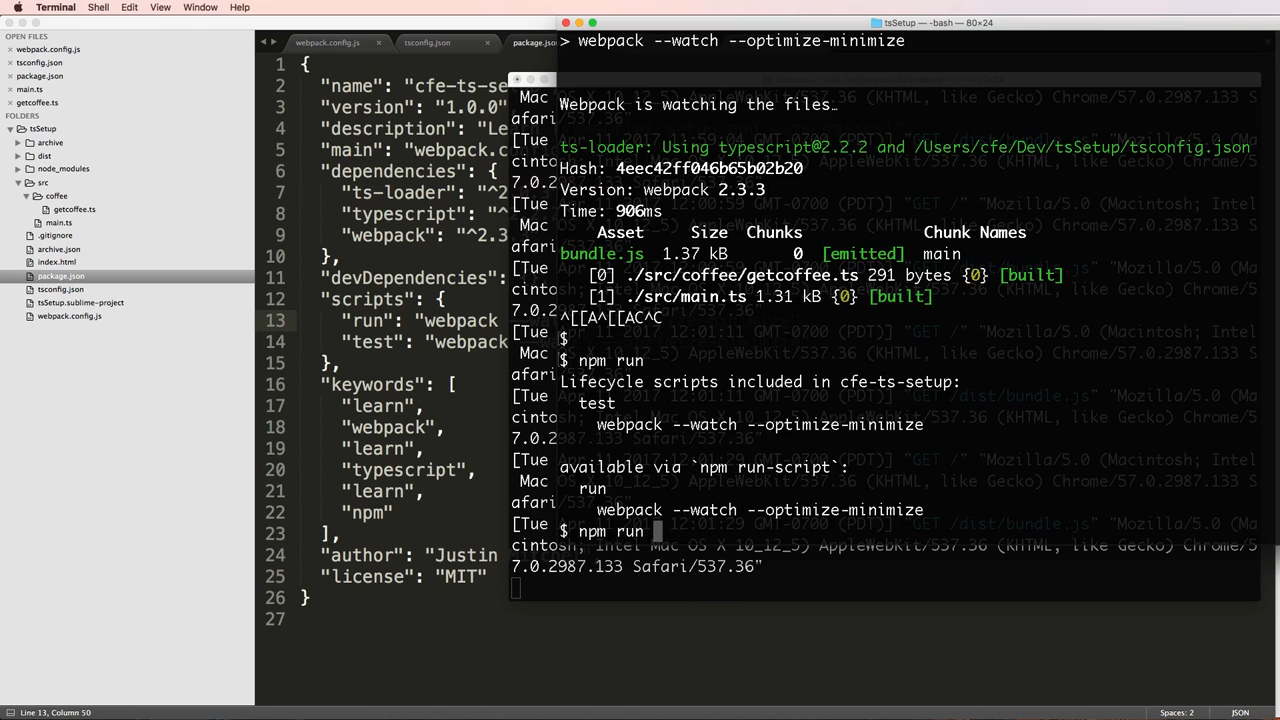 Terminal Shell Edit View Window Help
OPEN FILES
webpack.config.js
tsconfig.json
package.json
main.ts
getcoffee.ts
FOLDERS
tsSetup
archive
dist
node_modules
src
coffee
getcoffee.ts
main.ts
.gitignore
archive.json
index.html
package.json
tsconfig.json
tsSetup.sublime-project
webpack.config.js
webpack.config.js tsconfig.json package.json
1 {
2 "name": "cfe-ts-se
3 "version": "1.0.0"
4 "description": "Le
5 "main": "webpack.c
6 "dependencies": {
7 "ts-loader": "^2
8 "typescript": "^
9 "webpack": "^2.3
10 },
11 "devDependencies":
12 "scripts": {
13 "run": "webpack
14 "test": "webpack
15 },
16 "keywords": [
17 "learn",
18 "webpack",
19 "learn",
20 "typescript",
21 "learn",
22 "npm"
23 ],
24 "author": "Justin
25 "license": "MIT"
26 }
27
tsSetup — -bash — 80×24
> webpack --watch --optimize-minimize
Webpack is watching the files…
ts-loader: Using typescript@2.2.2 and /Users/cfe/Dev/tsSetup/tsconfig.json
Hash: 4eec42ff046b65b02b20
Version: webpack 2.3.3
Time: 906ms
Asset Size Chunks Chunk Names
bundle.js 1.37 kB 0 [emitted] main
[0] ./src/coffee/getcoffee.ts 291 bytes {0} [built]
[1] ./src/main.ts 1.31 kB {0} [built]
^[[A^[[AC^C
$
$ npm run
Lifecycle scripts included in cfe-ts-setup:
test
webpack --watch --optimize-minimize
available via `npm run-script`:
run
webpack --watch --optimize-minimize
$ npm run
cintosh; Intel Mac OS X 10_12_5) AppleWebKit/537.36 (KHTML, like Gecko) Chrome/5
7.0.2987.133 Safari/537.36"
Line 13, Column 50
Spaces: 2 JSON